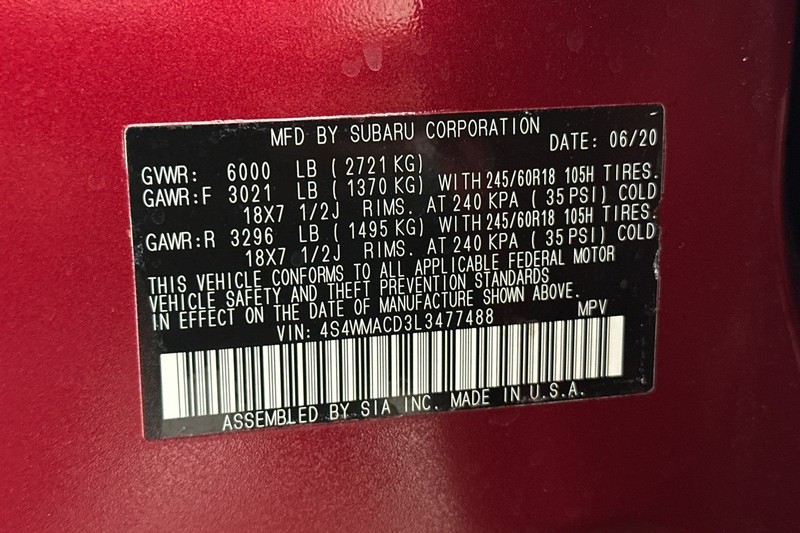 MFD BY SUBARU CORPORATION DATE: 06/20
GVWR: 6000 LB ( 2721 KG)
GAWR:F 3021 LB ( 1370 KG) WITH 245/60R18 105H TIRES.
18X7 1/2J RIMS. AT 240 KPA ( 35 PSI) COLD
GAWR:R 3296 LB ( 1495 KG) WITH 245/60R18 105H TIRES.
18X7 1/2J RIMS. AT 240 KPA ( 35 PSI) COLD
THIS VEHICLE CONFORMS TO ALL APPLICABLE FEDERAL MOTOR
VEHICLE SAFETY AND THEFT PREVENTION STANDARDS
IN EFFECT ON THE DATE OF MANUFACTURE SHOWN ABOVE.
VIN: 4S4WMACD3L3477488 MPV
ASSEMBLED BY SIA INC. MADE IN U.S.A.